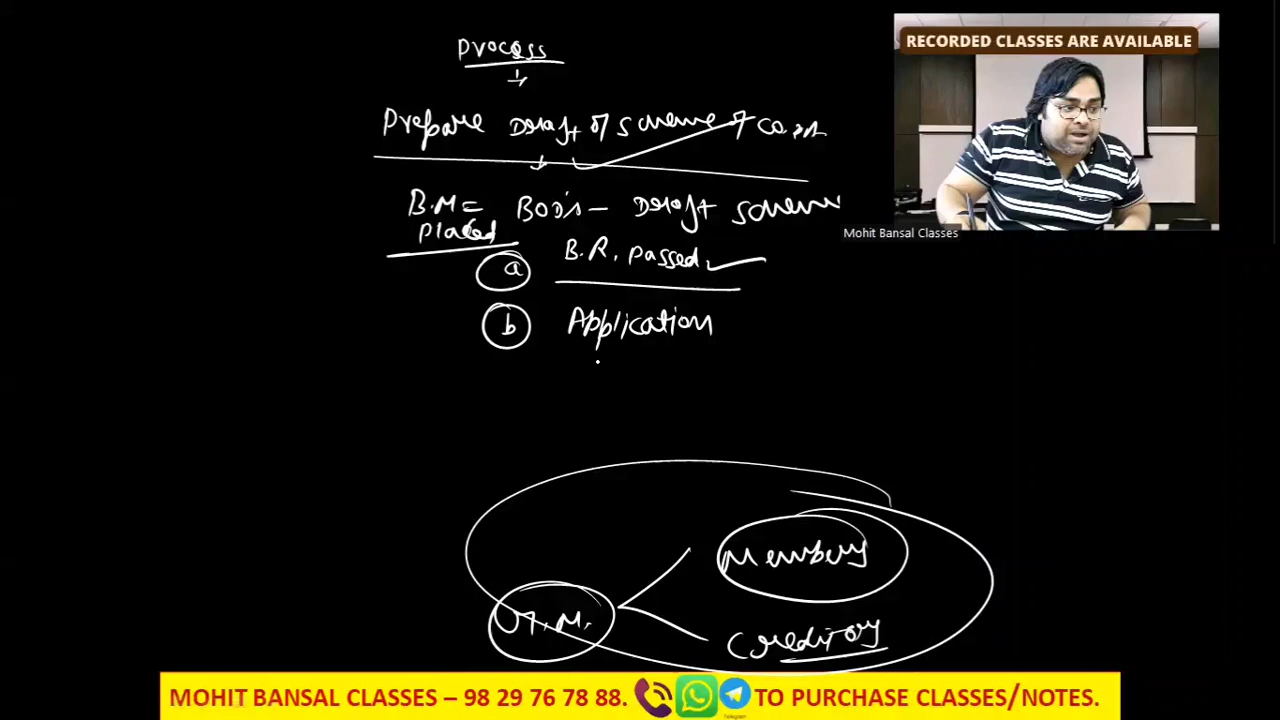 RECORDED CLASSES ARE AVAILABLE
Process
Prepare Draft of scheme of
B.M = BOD's – Draft scheme
placed
Mohit Bansal Classes
a B.R. passed
b Application
Members
Creditors
MOHIT BANSAL CLASSES – 98 29 76 78 88. TO PURCHASE CLASSES/NOTES.
Telegram